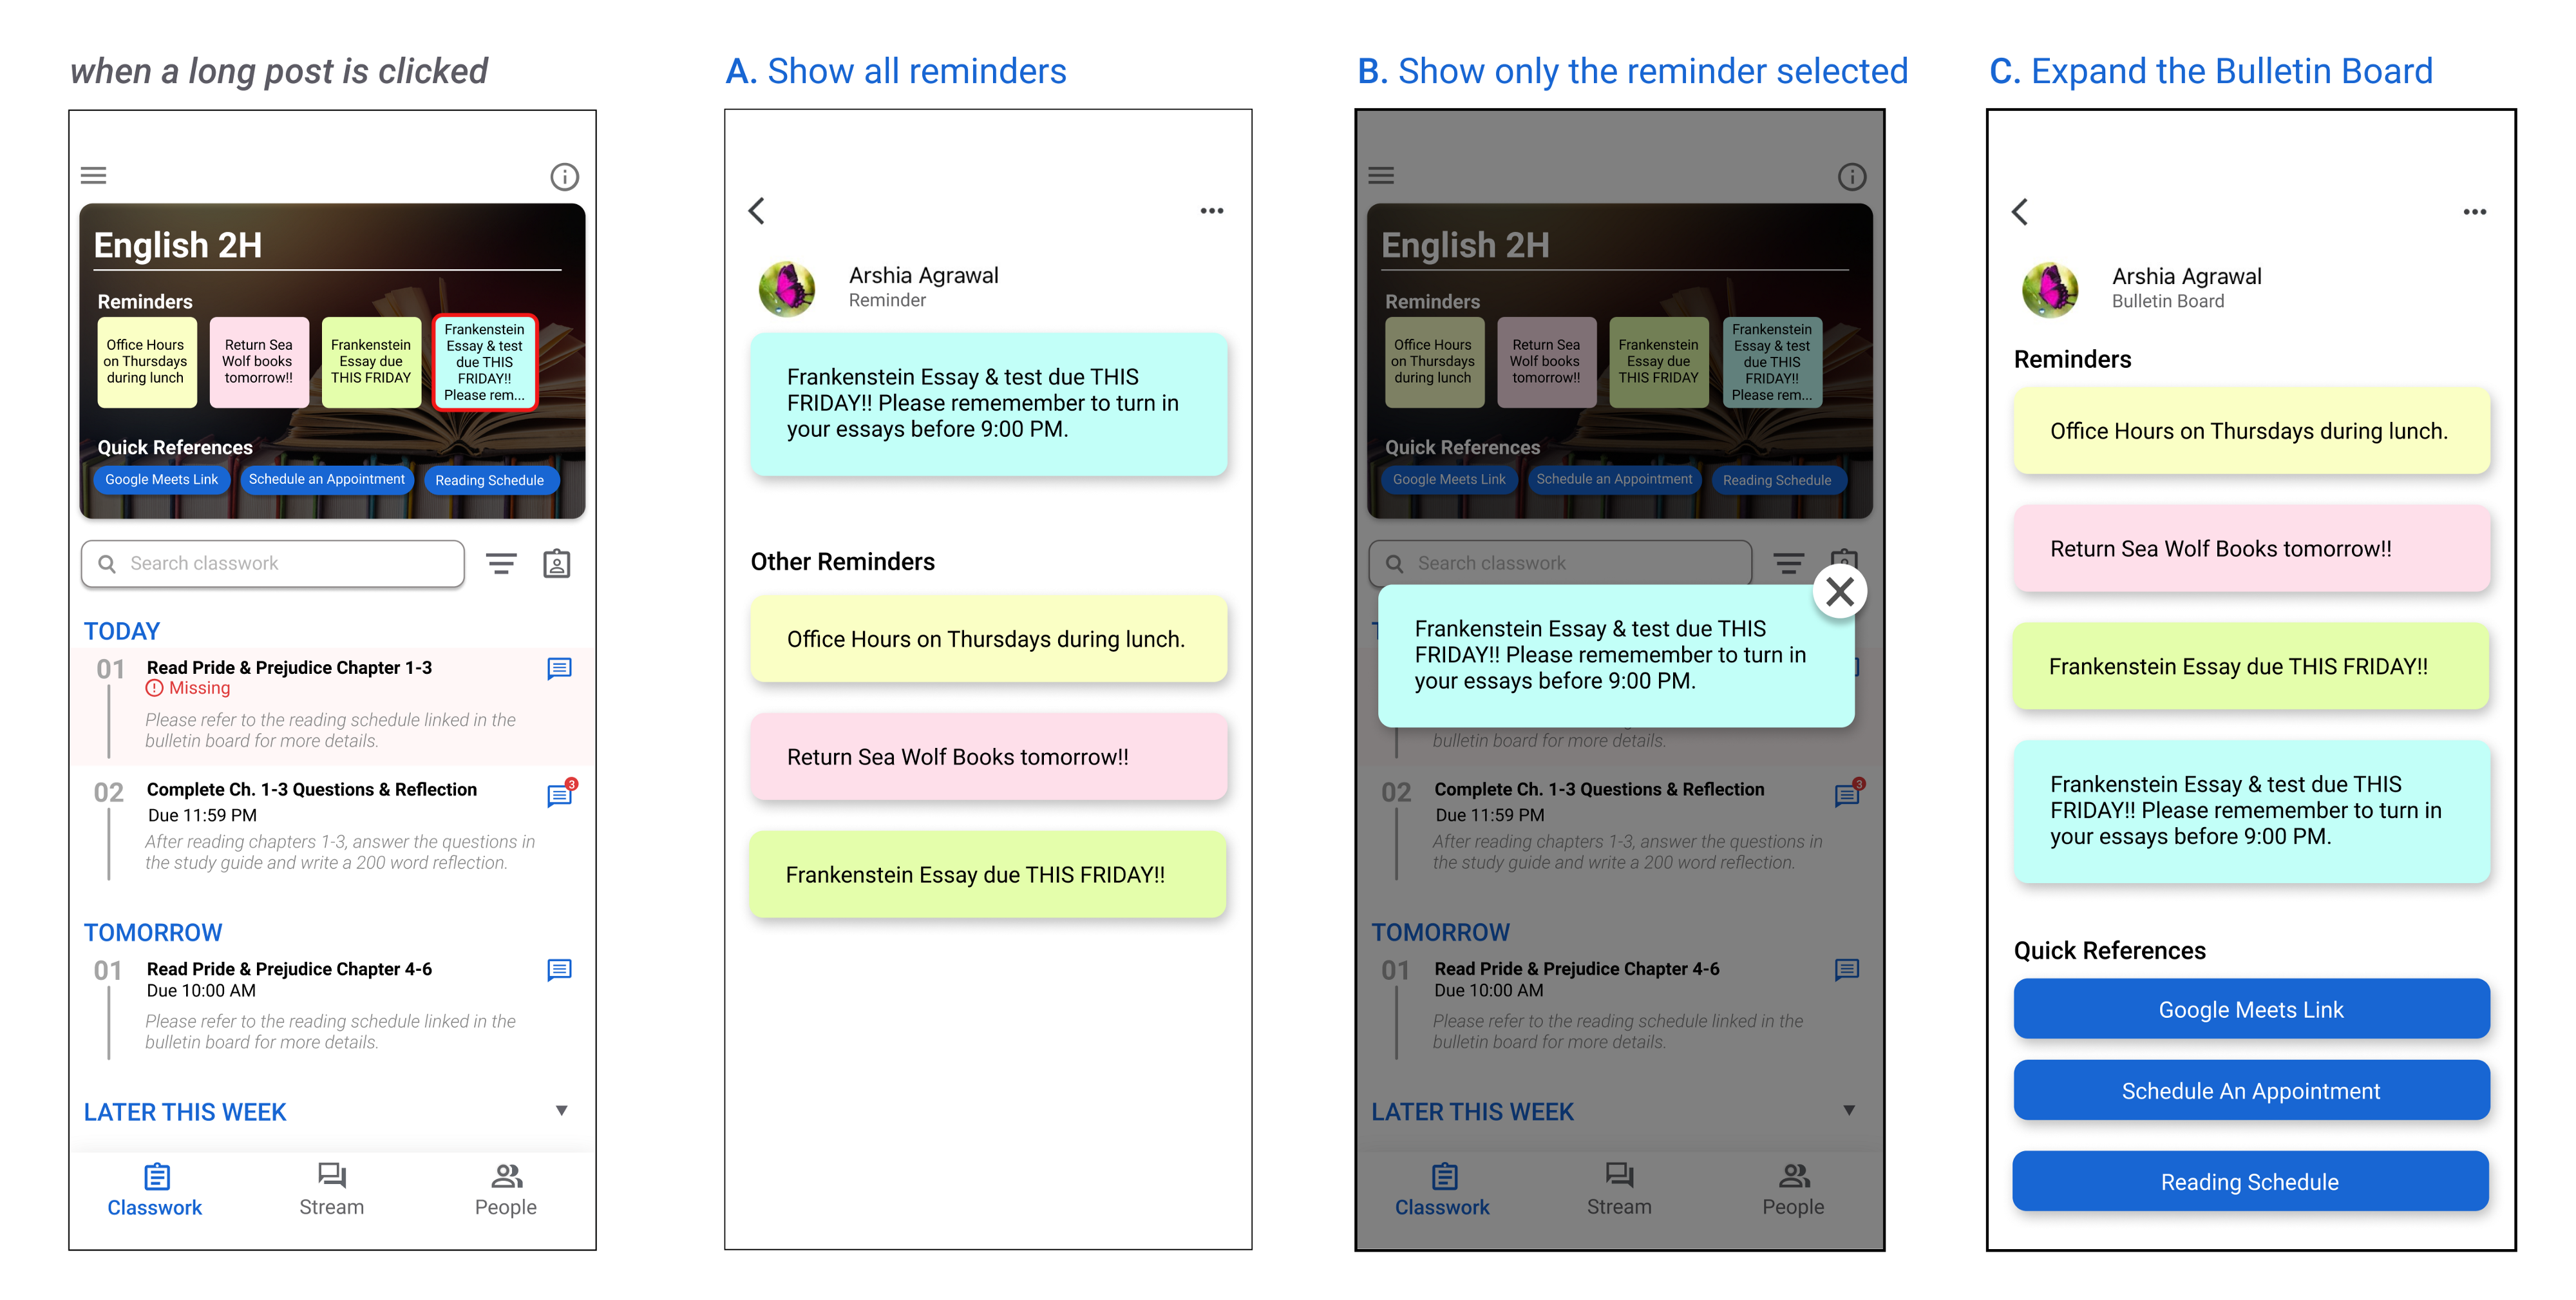 when a long post is clicked
English 2H
Reminders
Office Hours
on Thursdays
during lunch
Return Sea
Wolf books
tomorrow!!
Frankenstein
Essay due
THIS FRIDAY
Frankenstein
Essay & test
due THIS
FRIDAY!!
Please rem...
Quick References
Google Meets Link
Schedule an Appointment
Reading Schedule
Search classwork
TODAY
01
Read Pride & Prejudice Chapter 1-3
Missing
Please refer to the reading schedule linked in the
bulletin board for more details.
02
Complete Ch. 1-3 Questions & Reflection
3
Due 11:59 PM
After reading chapters 1-3, answer the questions in
the study guide and write a 200 word reflection.
TOMORROW
01
Read Pride & Prejudice Chapter 4-6
Due 10:00 AM
Please refer to the reading schedule linked in the
bulletin board for more details.
LATER THIS WEEK
Classwork
Stream
People
A. Show all reminders
Arshia Agrawal
Reminder
Frankenstein Essay & test due THIS
FRIDAY!! Please rememember to turn in
your essays before 9:00 PM.
Other Reminders
Office Hours on Thursdays during lunch.
Return Sea Wolf Books tomorrow!!
Frankenstein Essay due THIS FRIDAY!!
B. Show only the reminder selected
English 2H
Reminders
Office Hours
on Thursdays
during lunch
Return Sea
Wolf books
tomorrow!!
Frankenstein
Essay due
THIS FRIDAY
Frankenstein
Essay & test
due THIS
FRIDAY!!
Please rem...
Quick References
Google Meets Link
Schedule an Appointment
Reading Schedule
Search classwork
Frankenstein Essay & test due THIS
FRIDAY!! Please rememember to turn in
your essays before 9:00 PM.
bulletin board for more details.
02
Complete Ch. 1-3 Questions & Reflection
3
Due 11:59 PM
After reading chapters 1-3, answer the questions in
the study guide and write a 200 word reflection.
TOMORROW
01
Read Pride & Prejudice Chapter 4-6
Due 10:00 AM
Please refer to the reading schedule linked in the
bulletin board for more details.
LATER THIS WEEK
Classwork
Stream
People
C. Expand the Bulletin Board
Arshia Agrawal
Bulletin Board
Reminders
Office Hours on Thursdays during lunch.
Return Sea Wolf Books tomorrow!!
Frankenstein Essay due THIS FRIDAY!!
Frankenstein Essay & test due THIS
FRIDAY!! Please rememember to turn in
your essays before 9:00 PM.
Quick References
Google Meets Link
Schedule An Appointment
Reading Schedule